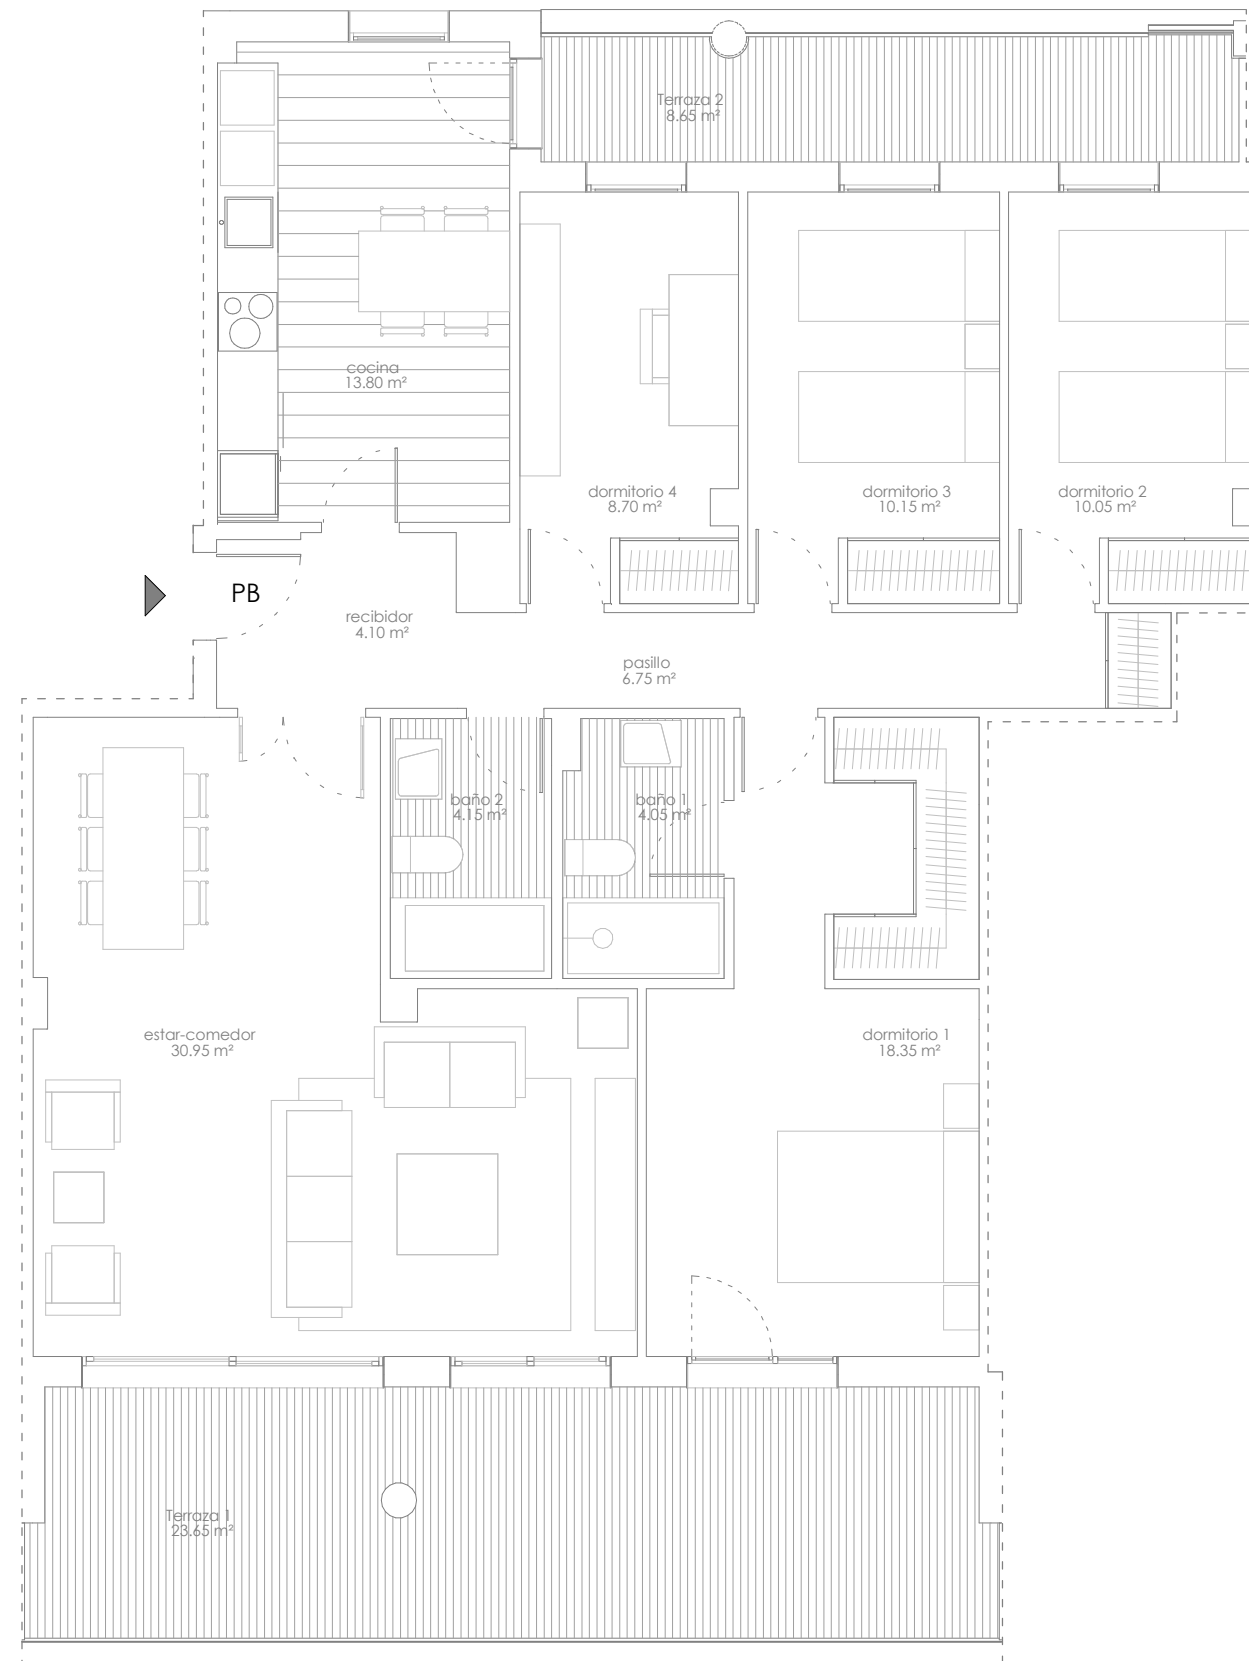 Terraza 2
8.65 m²
cocina
13.80 m²
dormitorio 4
8.70 m²
dormitorio 3
10.15 m²
dormitorio 2
10.05 m²
PB
recibidor
4.10 m²
pasillo
6.75 m²
baño 2
4.15 m²
baño 1
4.05 m²
estar-comedor
30.95 m²
dormitorio 1
18.35 m²
Terraza 1
23.65 m²